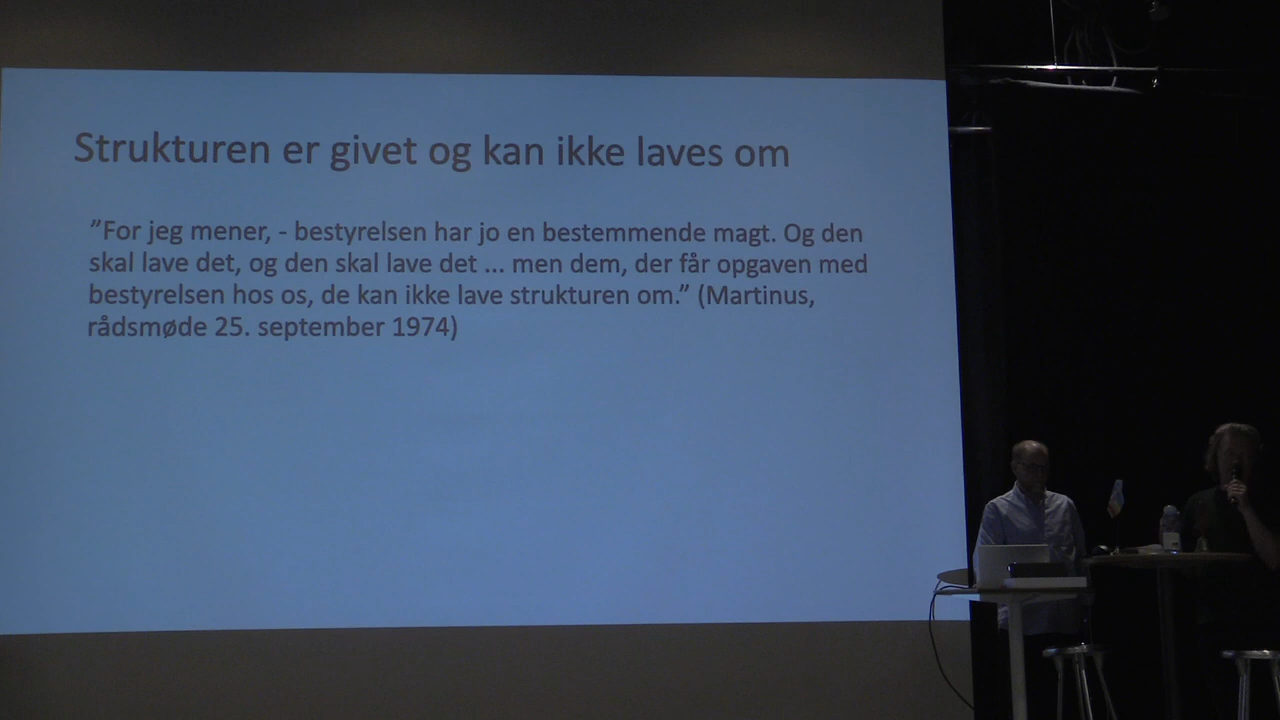 Strukturen er givet og kan ikke laves om
”For jeg mener, - bestyrelsen har jo en bestemmende magt. Og den
skal lave det, og den skal lave det ... men dem, der får opgaven med
bestyrelsen hos os, de kan ikke lave strukturen om.” (Martinus,
rådsmøde 25. september 1974)